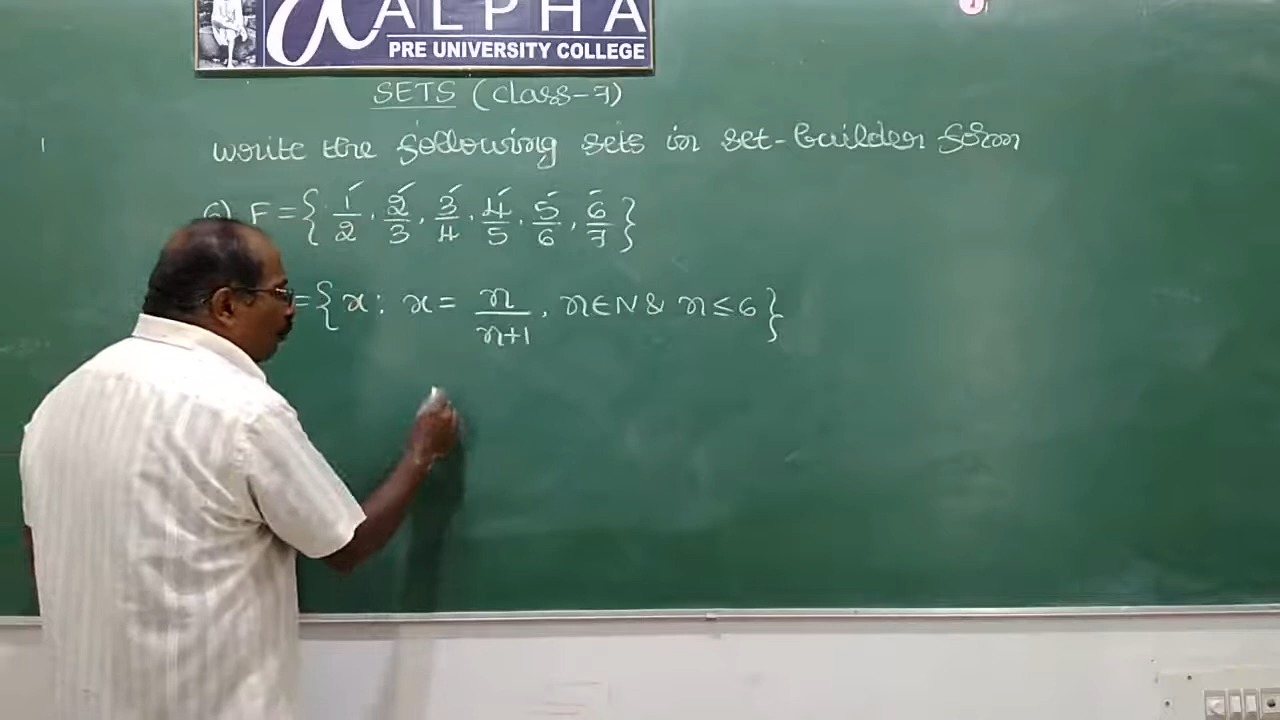 ALPHA
PRE UNIVERSITY COLLEGE
SETS (class-7)
write the following sets in set-builder form
6) F = { 1/2, 2/3, 3/4, 4/5, 5/6, 6/7 }
= { x : x = n/n+1, n∈N & n≤6 }